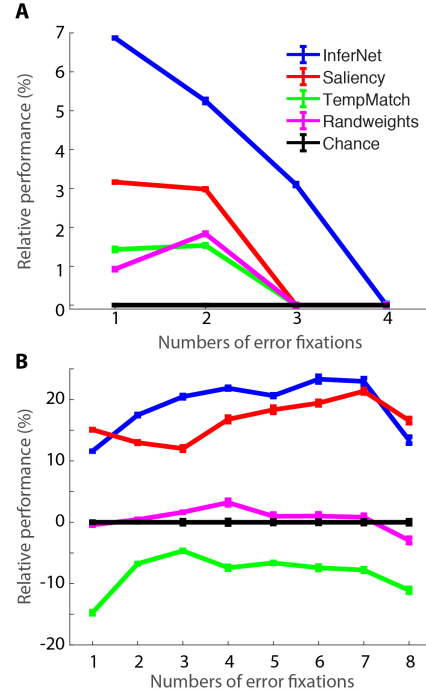 A
7
6
5
4
3
2
1
0
Relative performance (%)
InferNet
Saliency
TempMatch
Randweights
Chance
1 2 3 4
Numbers of error fixations
B
20
10
0
-10
-20
Relative performance (%)
1 2 3 4 5 6 7 8
Numbers of error fixations